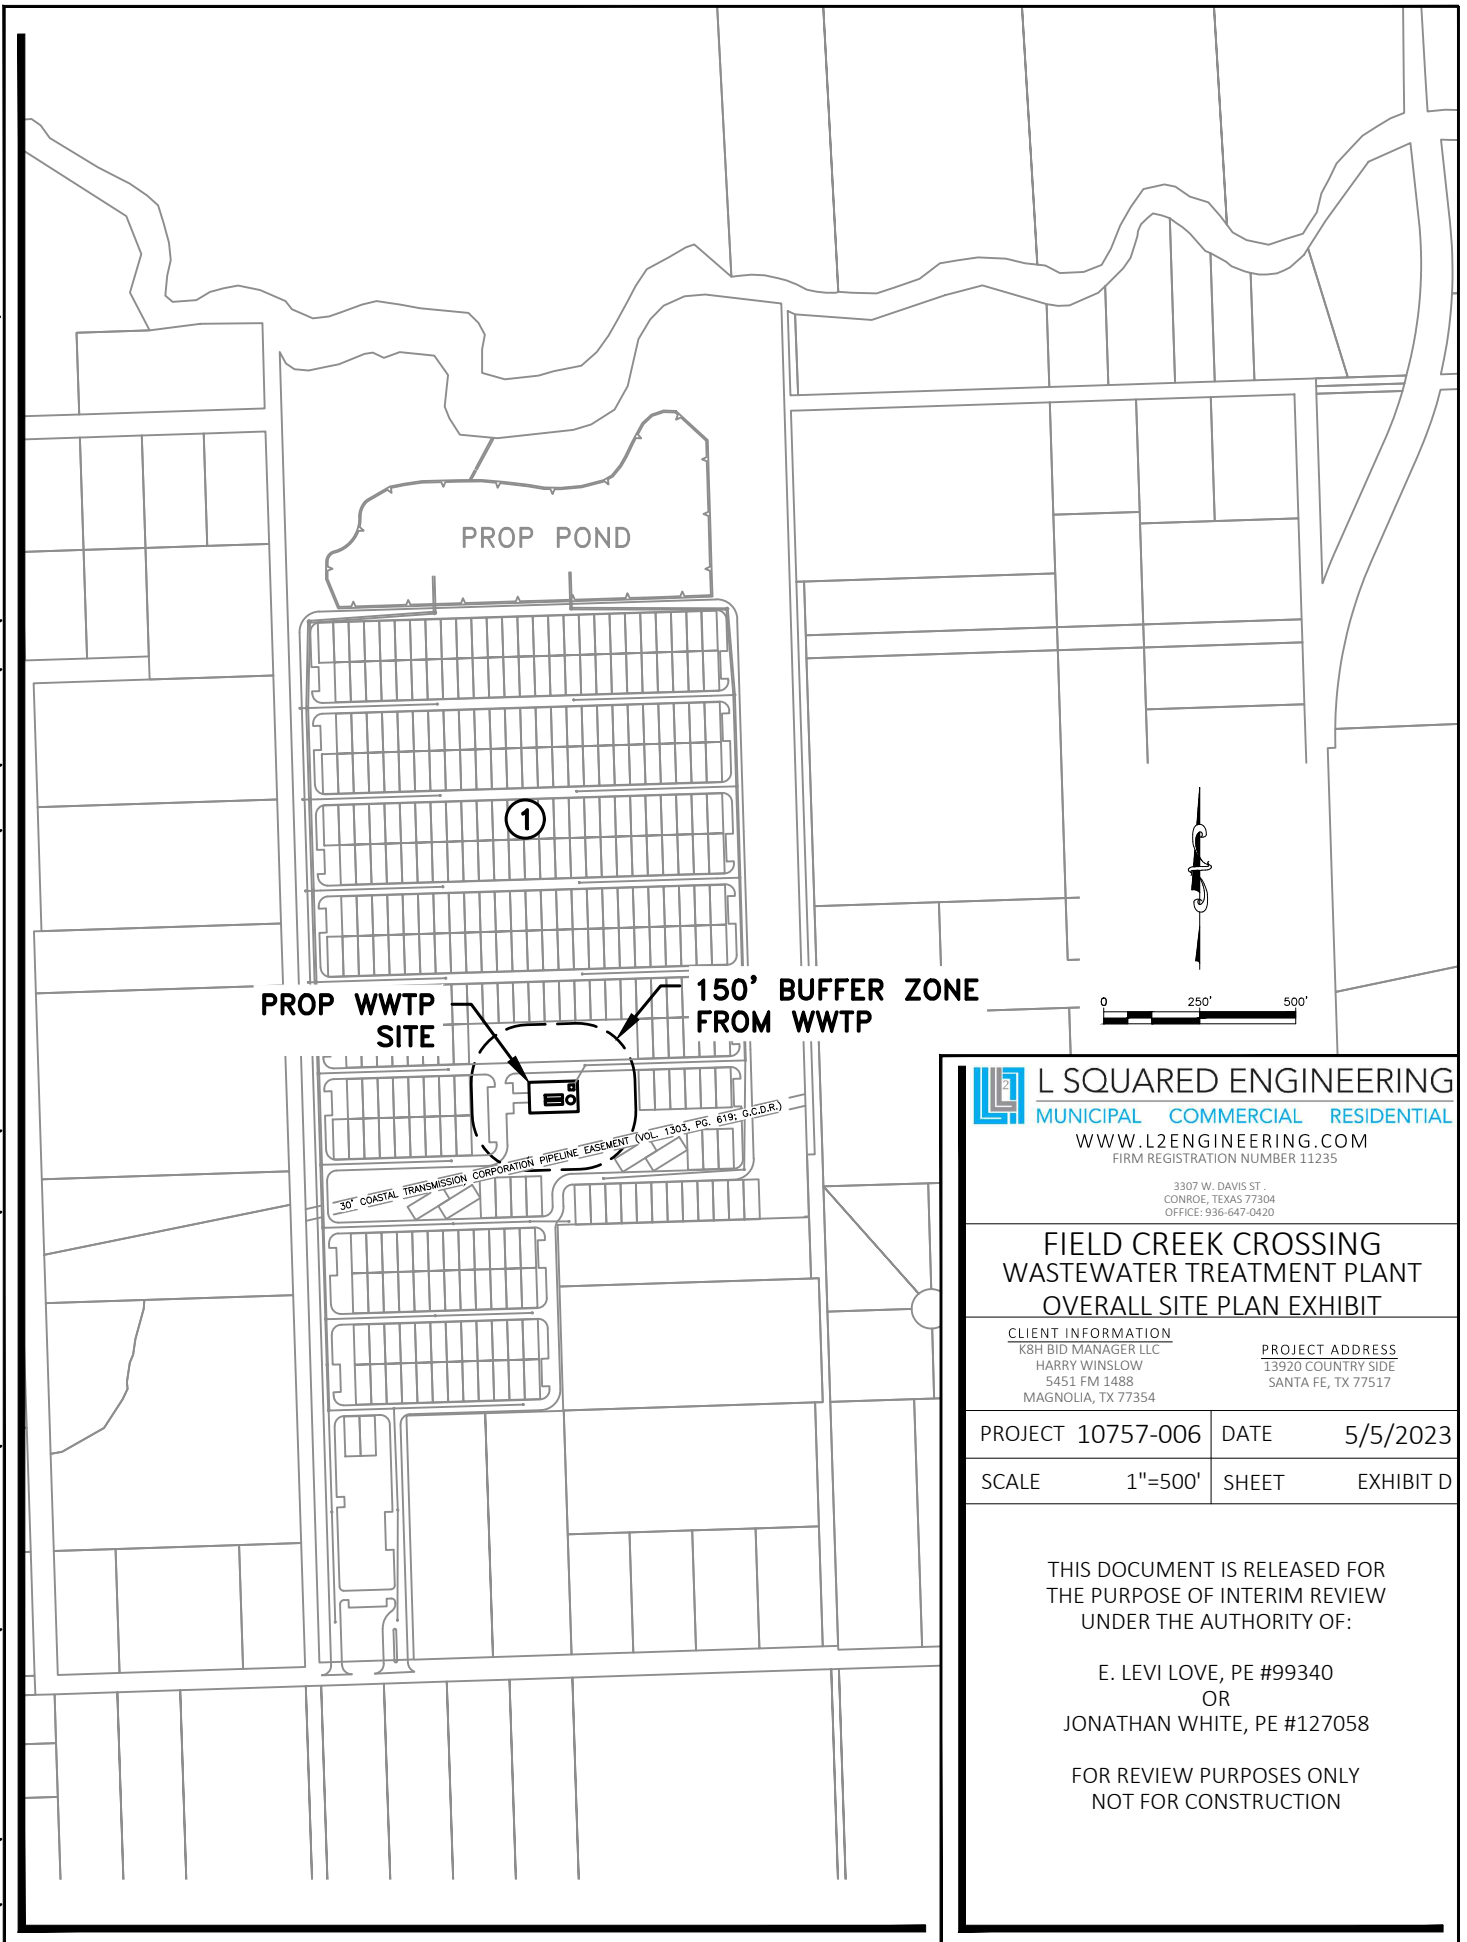 PROP POND
1
PROP WWTP
SITE
150' BUFFER ZONE
FROM WWTP
30' COASTAL TRANSMISSION CORPORATION PIPELINE EASEMENT (VOL. 1303, PG. 619; G.C.D.R.)
0 250' 500'
L2
L SQUARED ENGINEERING
MUNICIPAL COMMERCIAL RESIDENTIAL
WWW.L2ENGINEERING.COM
FIRM REGISTRATION NUMBER 11235
3307 W. DAVIS ST .
CONROE, TEXAS 77304
OFFICE: 936-647-0420
FIELD CREEK CROSSING
WASTEWATER TREATMENT PLANT
OVERALL SITE PLAN EXHIBIT
CLIENT INFORMATION
K8H BID MANAGER LLC
HARRY WINSLOW
5451 FM 1488
MAGNOLIA, TX 77354
PROJECT ADDRESS
13920 COUNTRY SIDE
SANTA FE, TX 77517
PROJECT 10757-006 DATE 5/5/2023
SCALE 1"=500' SHEET EXHIBIT D
THIS DOCUMENT IS RELEASED FOR
THE PURPOSE OF INTERIM REVIEW
UNDER THE AUTHORITY OF:
E. LEVI LOVE, PE #99340
OR
JONATHAN WHITE, PE #127058
FOR REVIEW PURPOSES ONLY
NOT FOR CONSTRUCTION